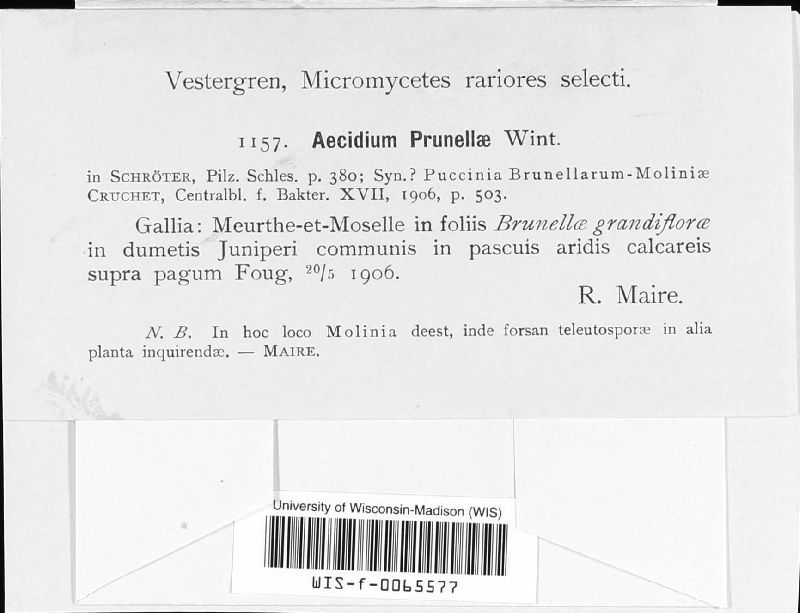 Vestergren, Micromycetes rariores selecti.
1157. Aecidium Prunellæ Wint.
in SCHRÖTER, Pilz. Schles. p. 380; Syn.? Puccinia Brunellarum-Moliniæ
CRUCHET, Centralbl. f. Bakter. XVII, 1906, p. 503.
Gallia: Meurthe-et-Moselle in foliis Brunellæ grandifloræ
in dumetis Juniperi communis in pascuis aridis calcareis
supra pagum Foug, 20/5 1906.
R. Maire.
N. B. In hoc loco Molinia deest, inde forsan teleutosporæ in alia
planta inquirendæ. — MAIRE.
University of Wisconsin-Madison (WIS)
WIS-f-0065577